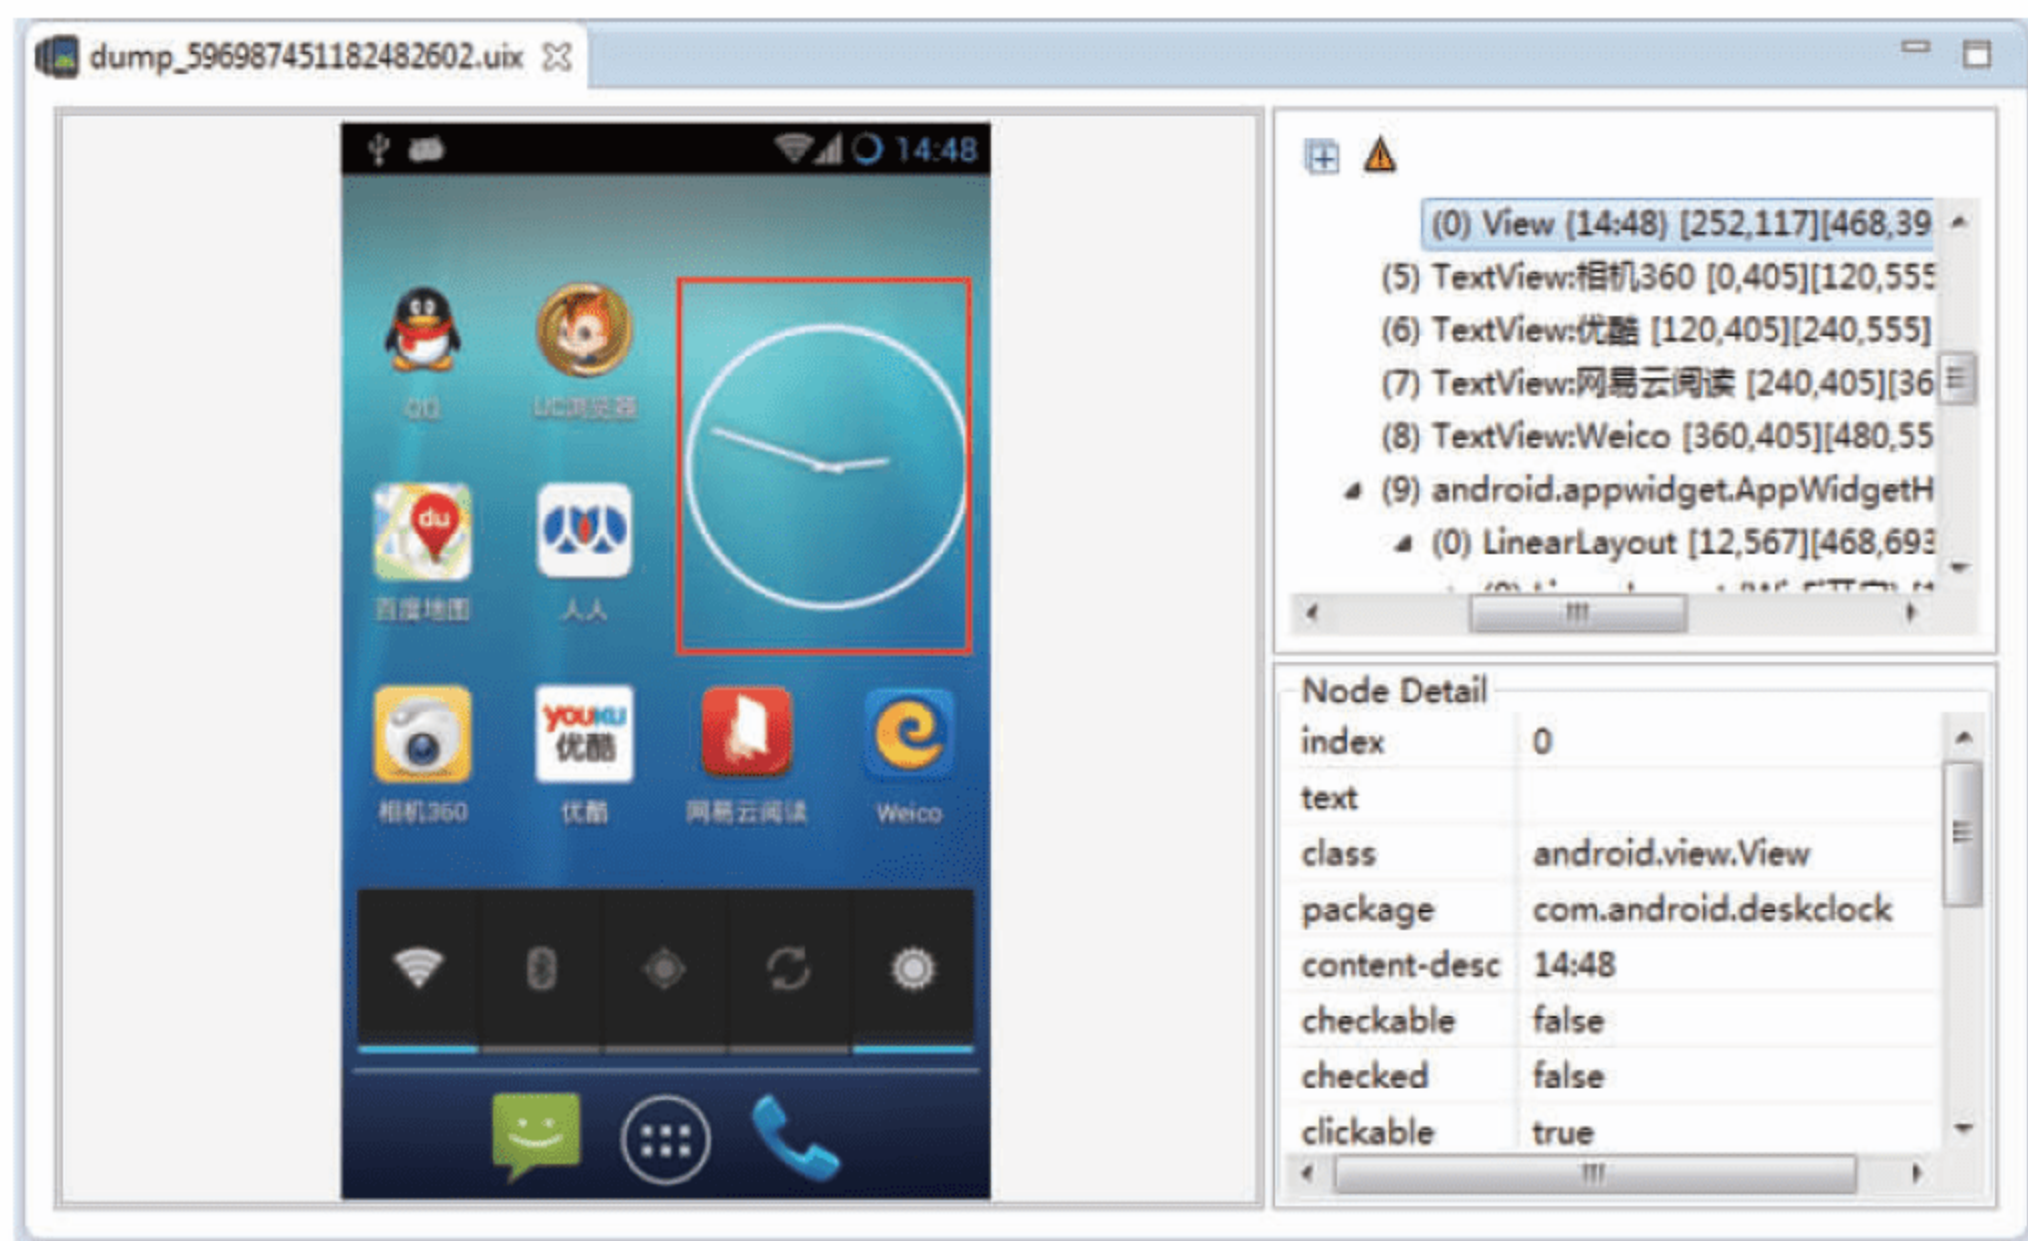 dump_596987451182482602.uix
14:48
QQ
UC浏览器
du
百度地图
人人
YOUKU
优酷
相机360
优酷
网易云阅读
Weico
(0) View {14:48} [252,117][468,39
(5) TextView:相机360 [0,405][120,555
(6) TextView:优酷 [120,405][240,555]
(7) TextView:网易云阅读 [240,405][36
(8) TextView:Weico [360,405][480,55
(9) android.appwidget.AppWidgetH
(0) LinearLayout [12,567][468,693
Node Detail
index 0
text
class android.view.View
package com.android.deskclock
content-desc 14:48
checkable false
checked false
clickable true